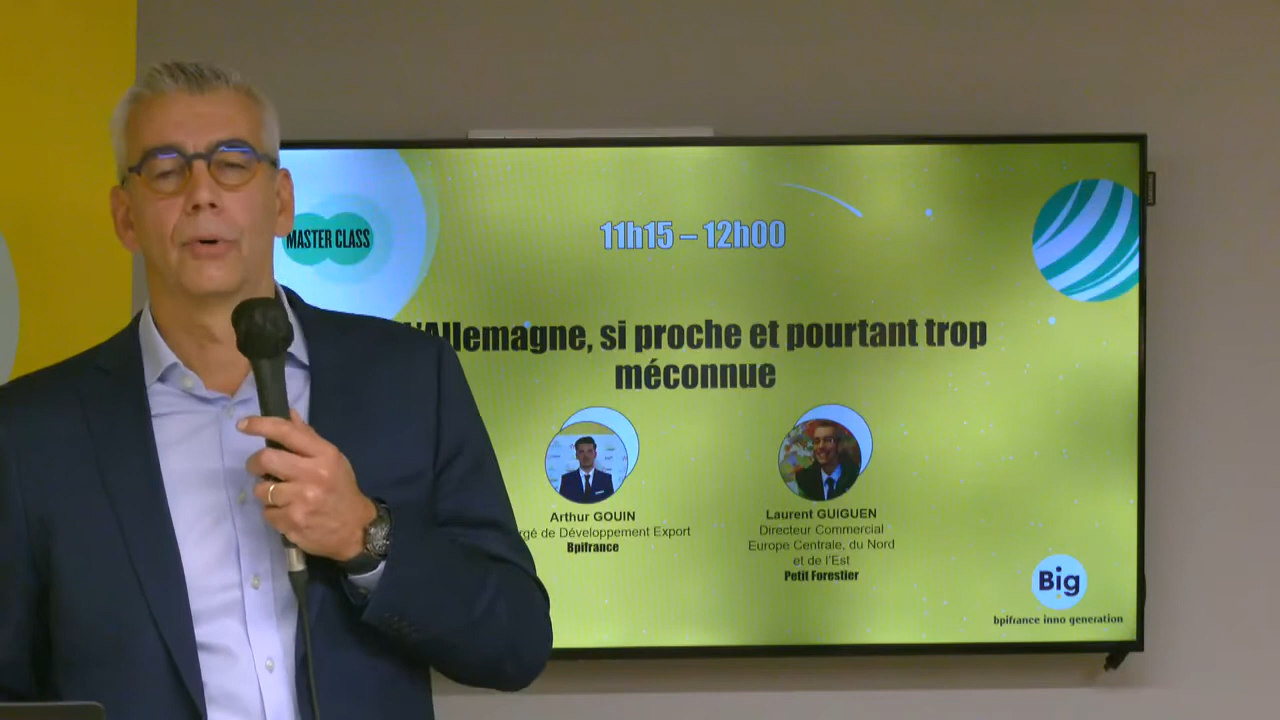 MASTER CLASS
11h15 – 12h00
l'Allemagne, si proche et pourtant trop
méconnue
Arthur GOUIN
de Développement Export
Bpifrance
Laurent GUIGUEN
Directeur Commercial
Europe Centrale, du Nord
et de l'Est
Petit Forestier
Big
bpifrance inno generation